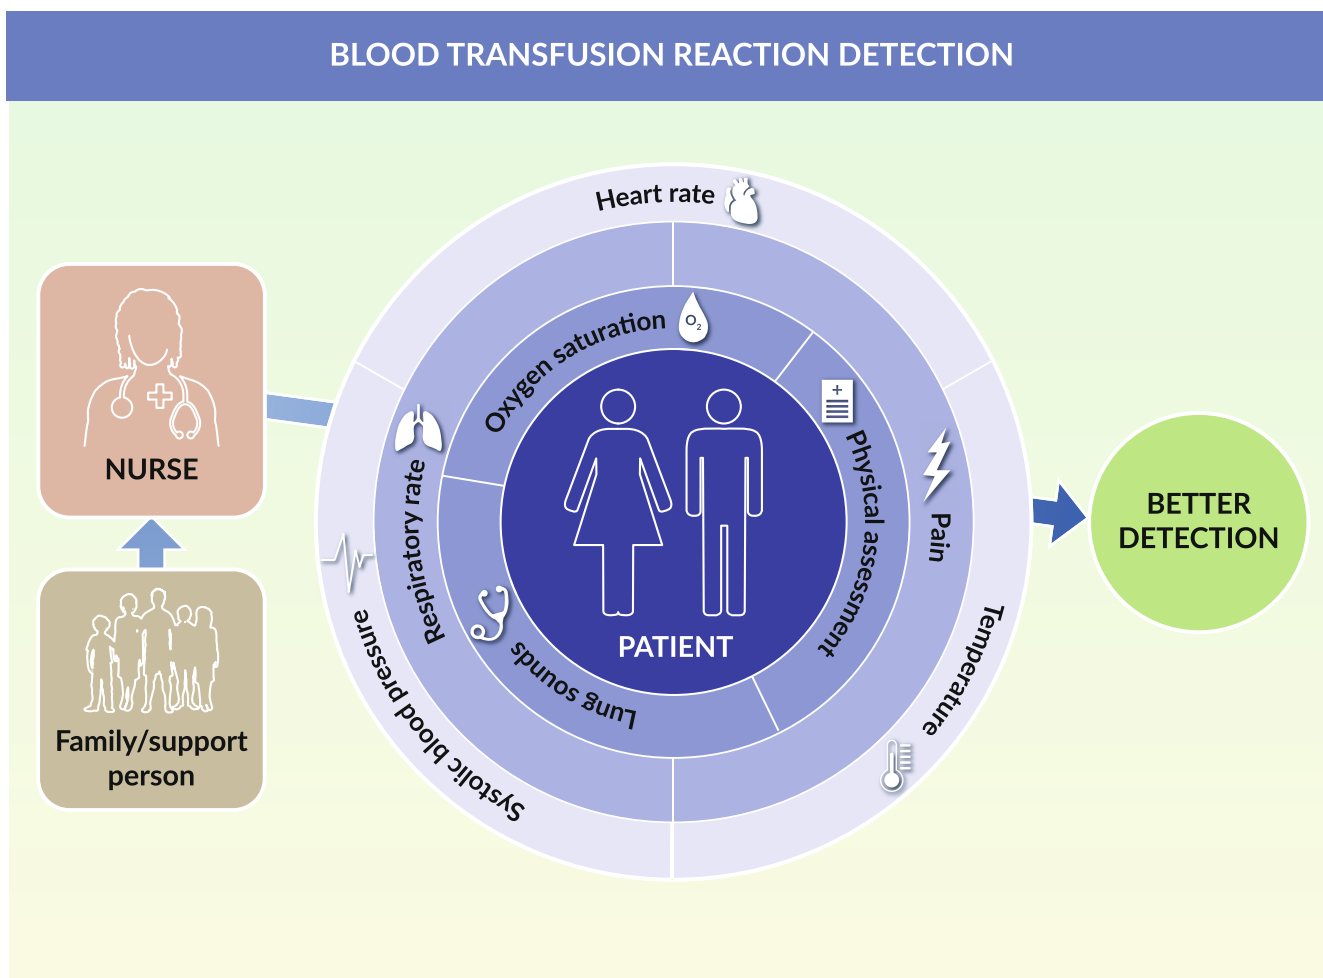 BLOOD TRANSFUSION REACTION DETECTION
Heart rate
Oxygen saturation
O₂
Physical assessment
Lung sounds
Respiratory rate
Pain
Systolic blood pressure
Temperature
PATIENT
NURSE
Family/support
person
BETTER
DETECTION